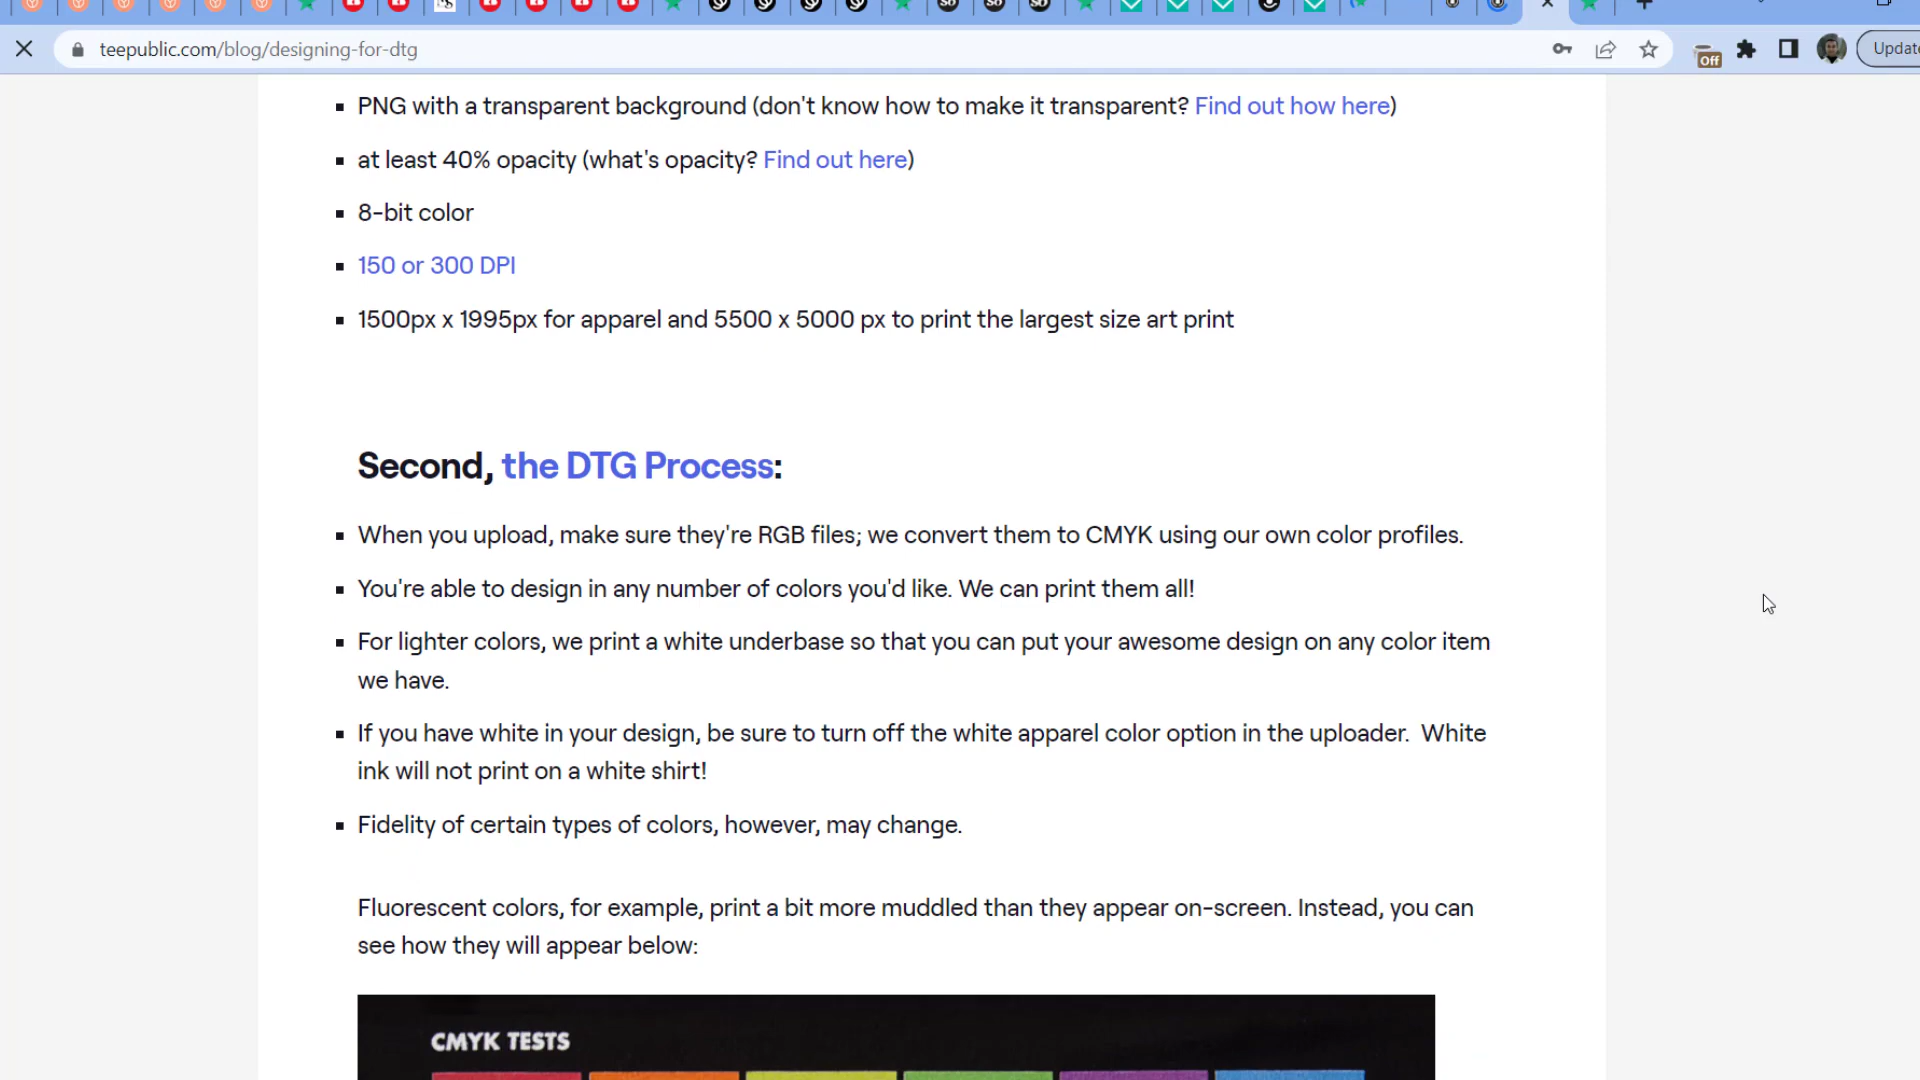 teepublic.com/blog/designing-for-dtg
Off
PNG with a transparent background (don't know how to make it transparent? Find out how here)
at least 40% opacity (what's opacity? Find out here)
8-bit color
150 or 300 DPI
1500px x 1995px for apparel and 5500 x 5000 px to print the largest size art print
Second, the DTG Process:
When you upload, make sure they're RGB files; we convert them to CMYK using our own color profiles.
You're able to design in any number of colors you'd like. We can print them all!
For lighter colors, we print a white underbase so that you can put your awesome design on any color item
we have.
If you have white in your design, be sure to turn off the white apparel color option in the uploader.  White
ink will not print on a white shirt!
Fidelity of certain types of colors, however, may change.
Fluorescent colors, for example, print a bit more muddled than they appear on-screen. Instead, you can
see how they will appear below:
CMYK TESTS